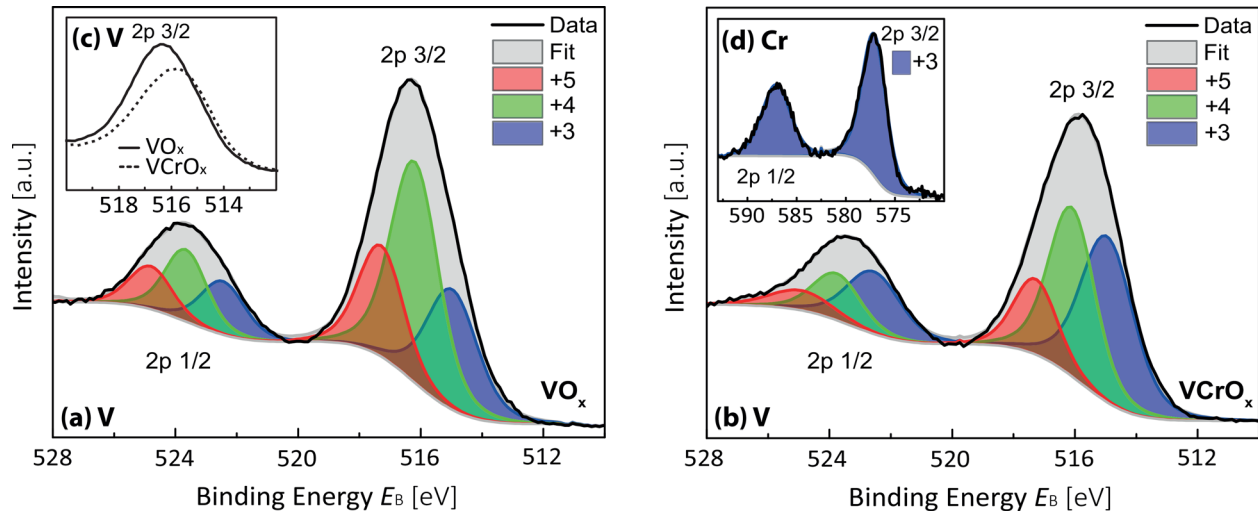 (c) V
2p 3/2
VOₓ
VCrOₓ
518 516 514
2p 3/2
Data
Fit
+5
+4
+3
Intensity [a.u.]
2p 1/2
(a) V
VOₓ
528 524 520 516 512
Binding Energy E_B [eV]
(d) Cr
2p 3/2
+3
2p 1/2
590 585 580 575
2p 3/2
Data
Fit
+5
+4
+3
Intensity [a.u.]
2p 1/2
(b) V
VCrOₓ
528 524 520 516 512
Binding Energy E_B [eV]